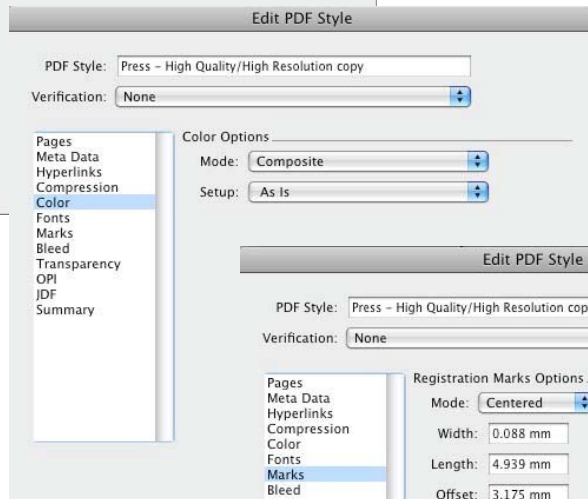 Edit PDF Style
PDF Style: Press – High Quality/High Resolution copy
Verification: None
Pages
Meta Data
Hyperlinks
Compression
Color
Fonts
Marks
Bleed
Transparency
OPI
JDF
Summary
Color Options
Mode: Composite
Setup: As Is
Edit PDF Style
PDF Style: Press – High Quality/High Resolution cop
Verification: None
Pages
Meta Data
Hyperlinks
Compression
Color
Fonts
Marks
Bleed
Registration Marks Options
Mode: Centered
Width: 0.088 mm
Length: 4.939 mm
Offset: 3.175 mm